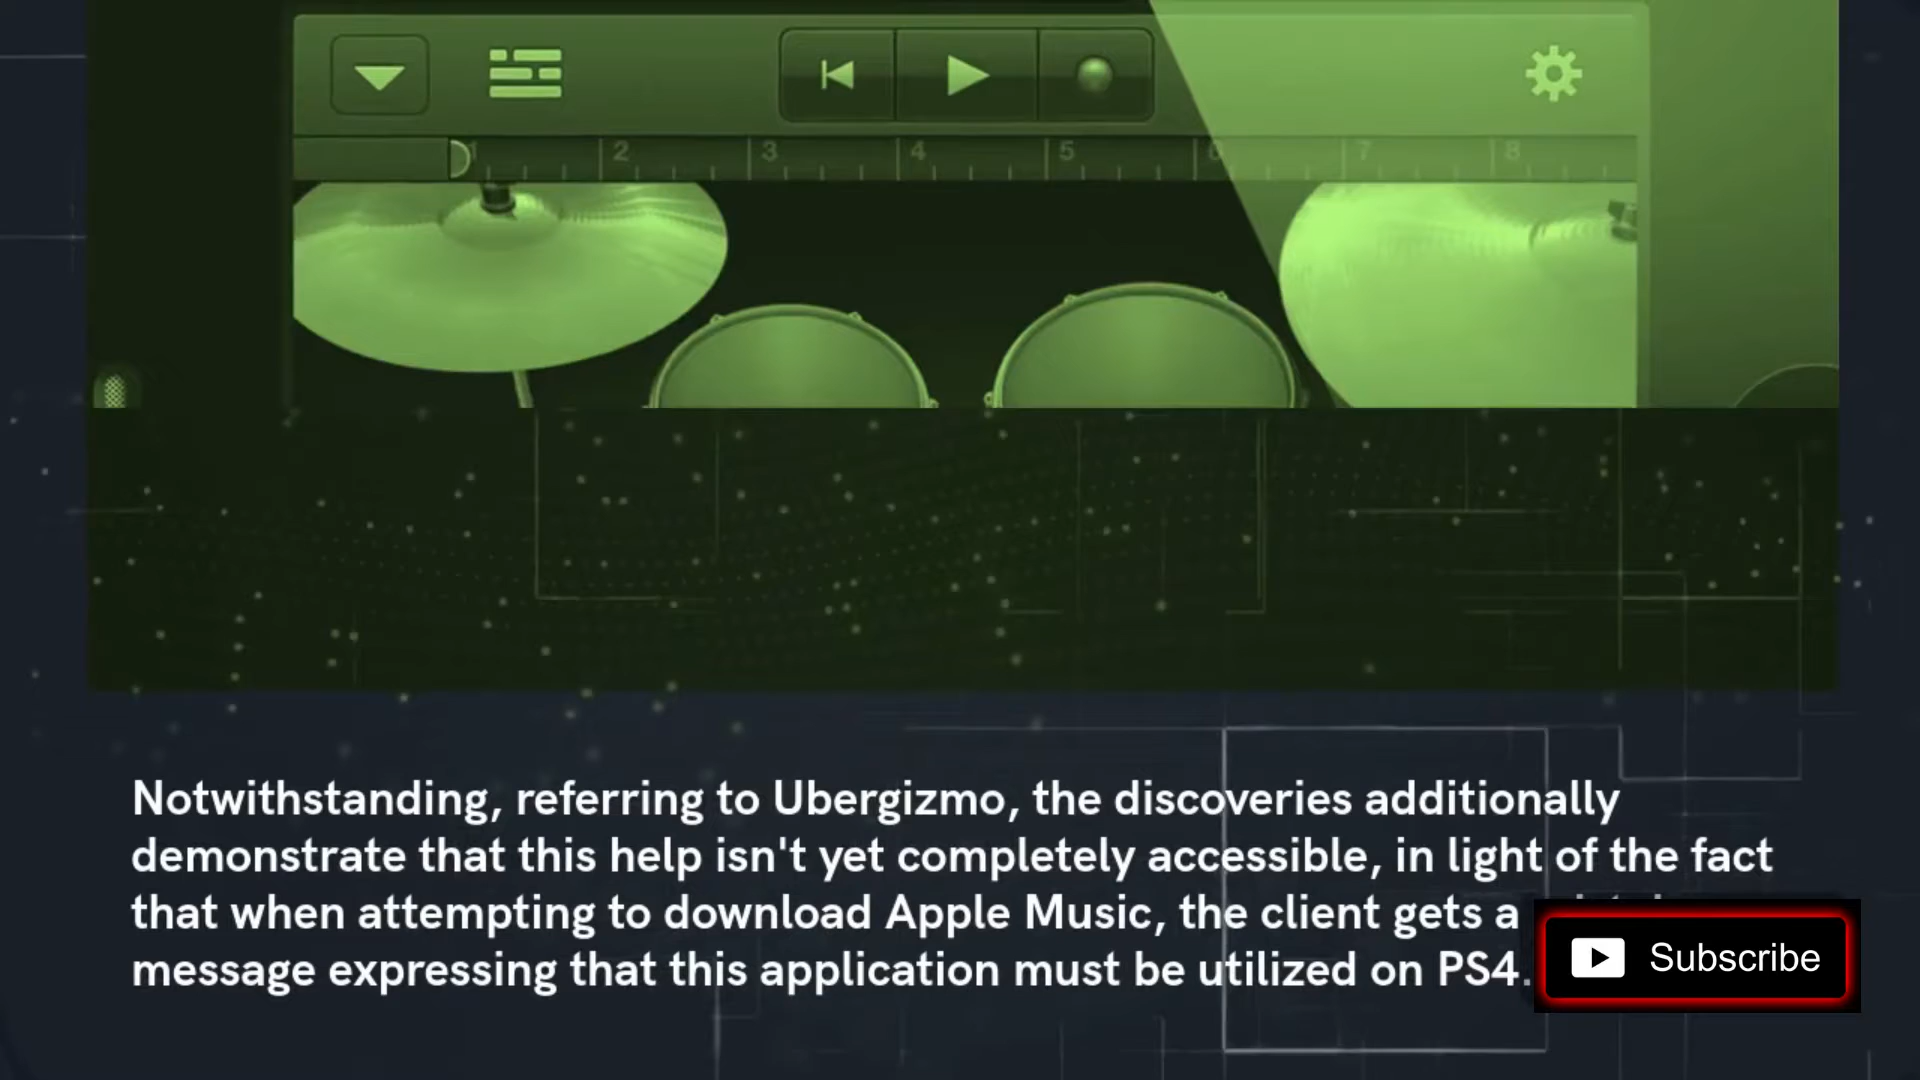 1 2 3 4 5 6 7 8
Notwithstanding, referring to Ubergizmo, the discoveries additionally
demonstrate that this help isn't yet completely accessible, in light of the fact
that when attempting to download Apple Music, the client gets a
message expressing that this application must be utilized on PS4.
Subscribe